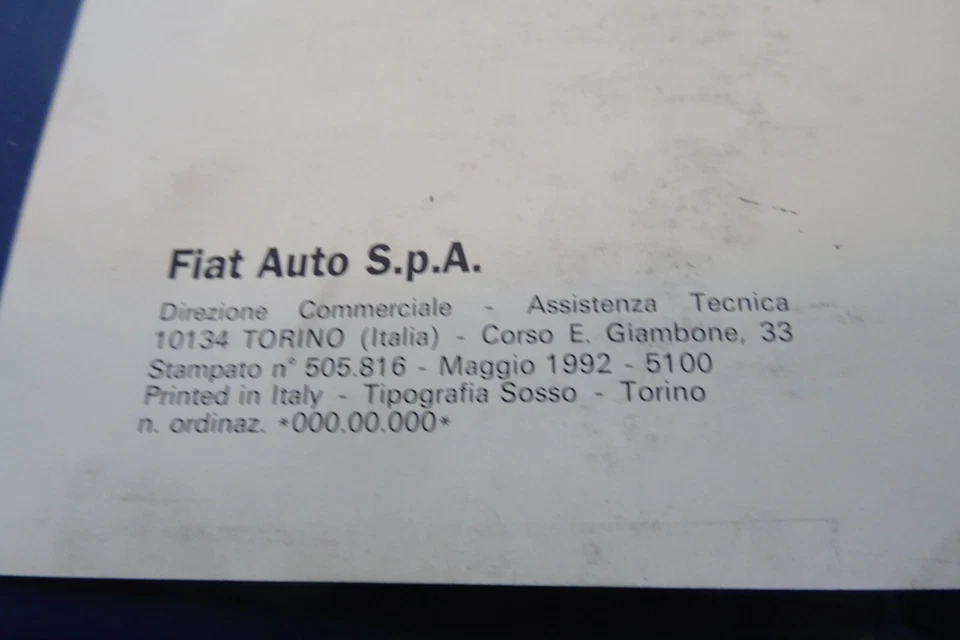 Fiat Auto S.p.A.
Direzione Commerciale - Assistenza Tecnica
10134 TORINO (Italia) - Corso E. Giambone, 33
Stampato n° 505.816 - Maggio 1992 - 5100
Printed in Italy - Tipografia Sosso - Torino
n. ordinaz. *000.00.000*